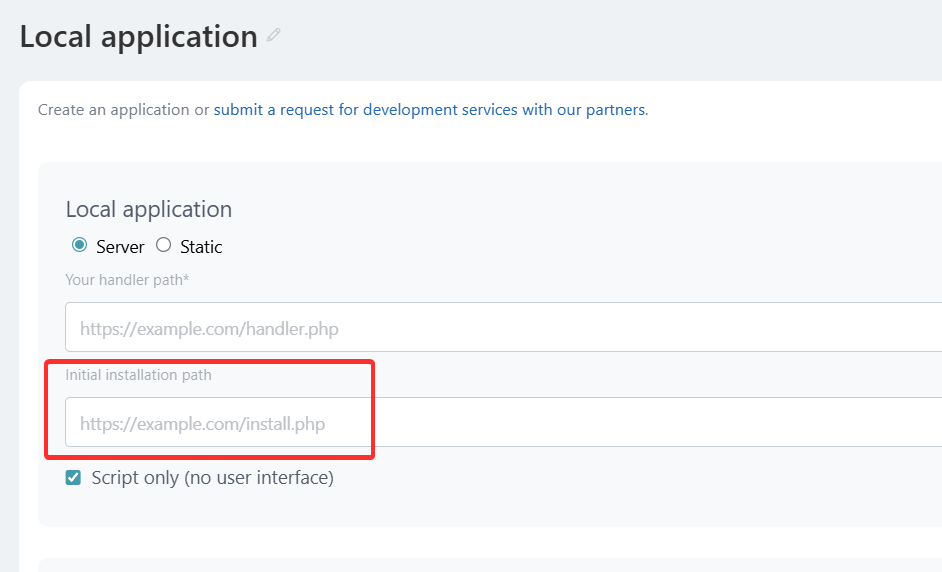 Local application
Create an application or submit a request for development services with our partners.
Local application
Server Static
Your handler path*
https://example.com/handler.php
Initial installation path
https://example.com/install.php
Script only (no user interface)